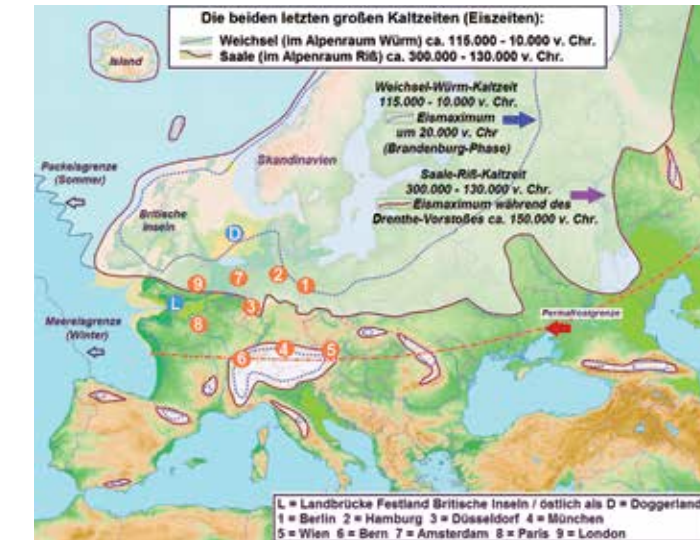 Die beiden letzten großen Kaltzeiten (Eiszeiten):
Weichsel (im Alpenraum Würm) ca. 115.000 - 10.000 v. Chr.
Saale (im Alpenraum Riß) ca. 300.000 - 130.000 v. Chr.
Island
Weichsel-Würm-Kaltzeit
115.000 - 10.000 v. Chr.
Eismaximum
um 20.000 v. Chr
(Brandenburg-Phase)
Skandinavien
Packeisgrenze
(Sommer)
Saale-Riß-Kaltzeit
300.000 - 130.000 v. Chr.
Eismaximum während des
Drenthe-Vorstoßes ca. 150.000 v. Chr.
Britische
Inseln
D
9
7
2
1
L
3
8
Meereisgrenze
(Winter)
Permafrostgrenze
6
4
5
L = Landbrücke Festland Britische Inseln / östlich als D = Doggerland
1 = Berlin 2 = Hamburg 3 = Düsseldorf 4 = München
5 = Wien 6 = Bern 7 = Amsterdam 8 = Paris 9 = London